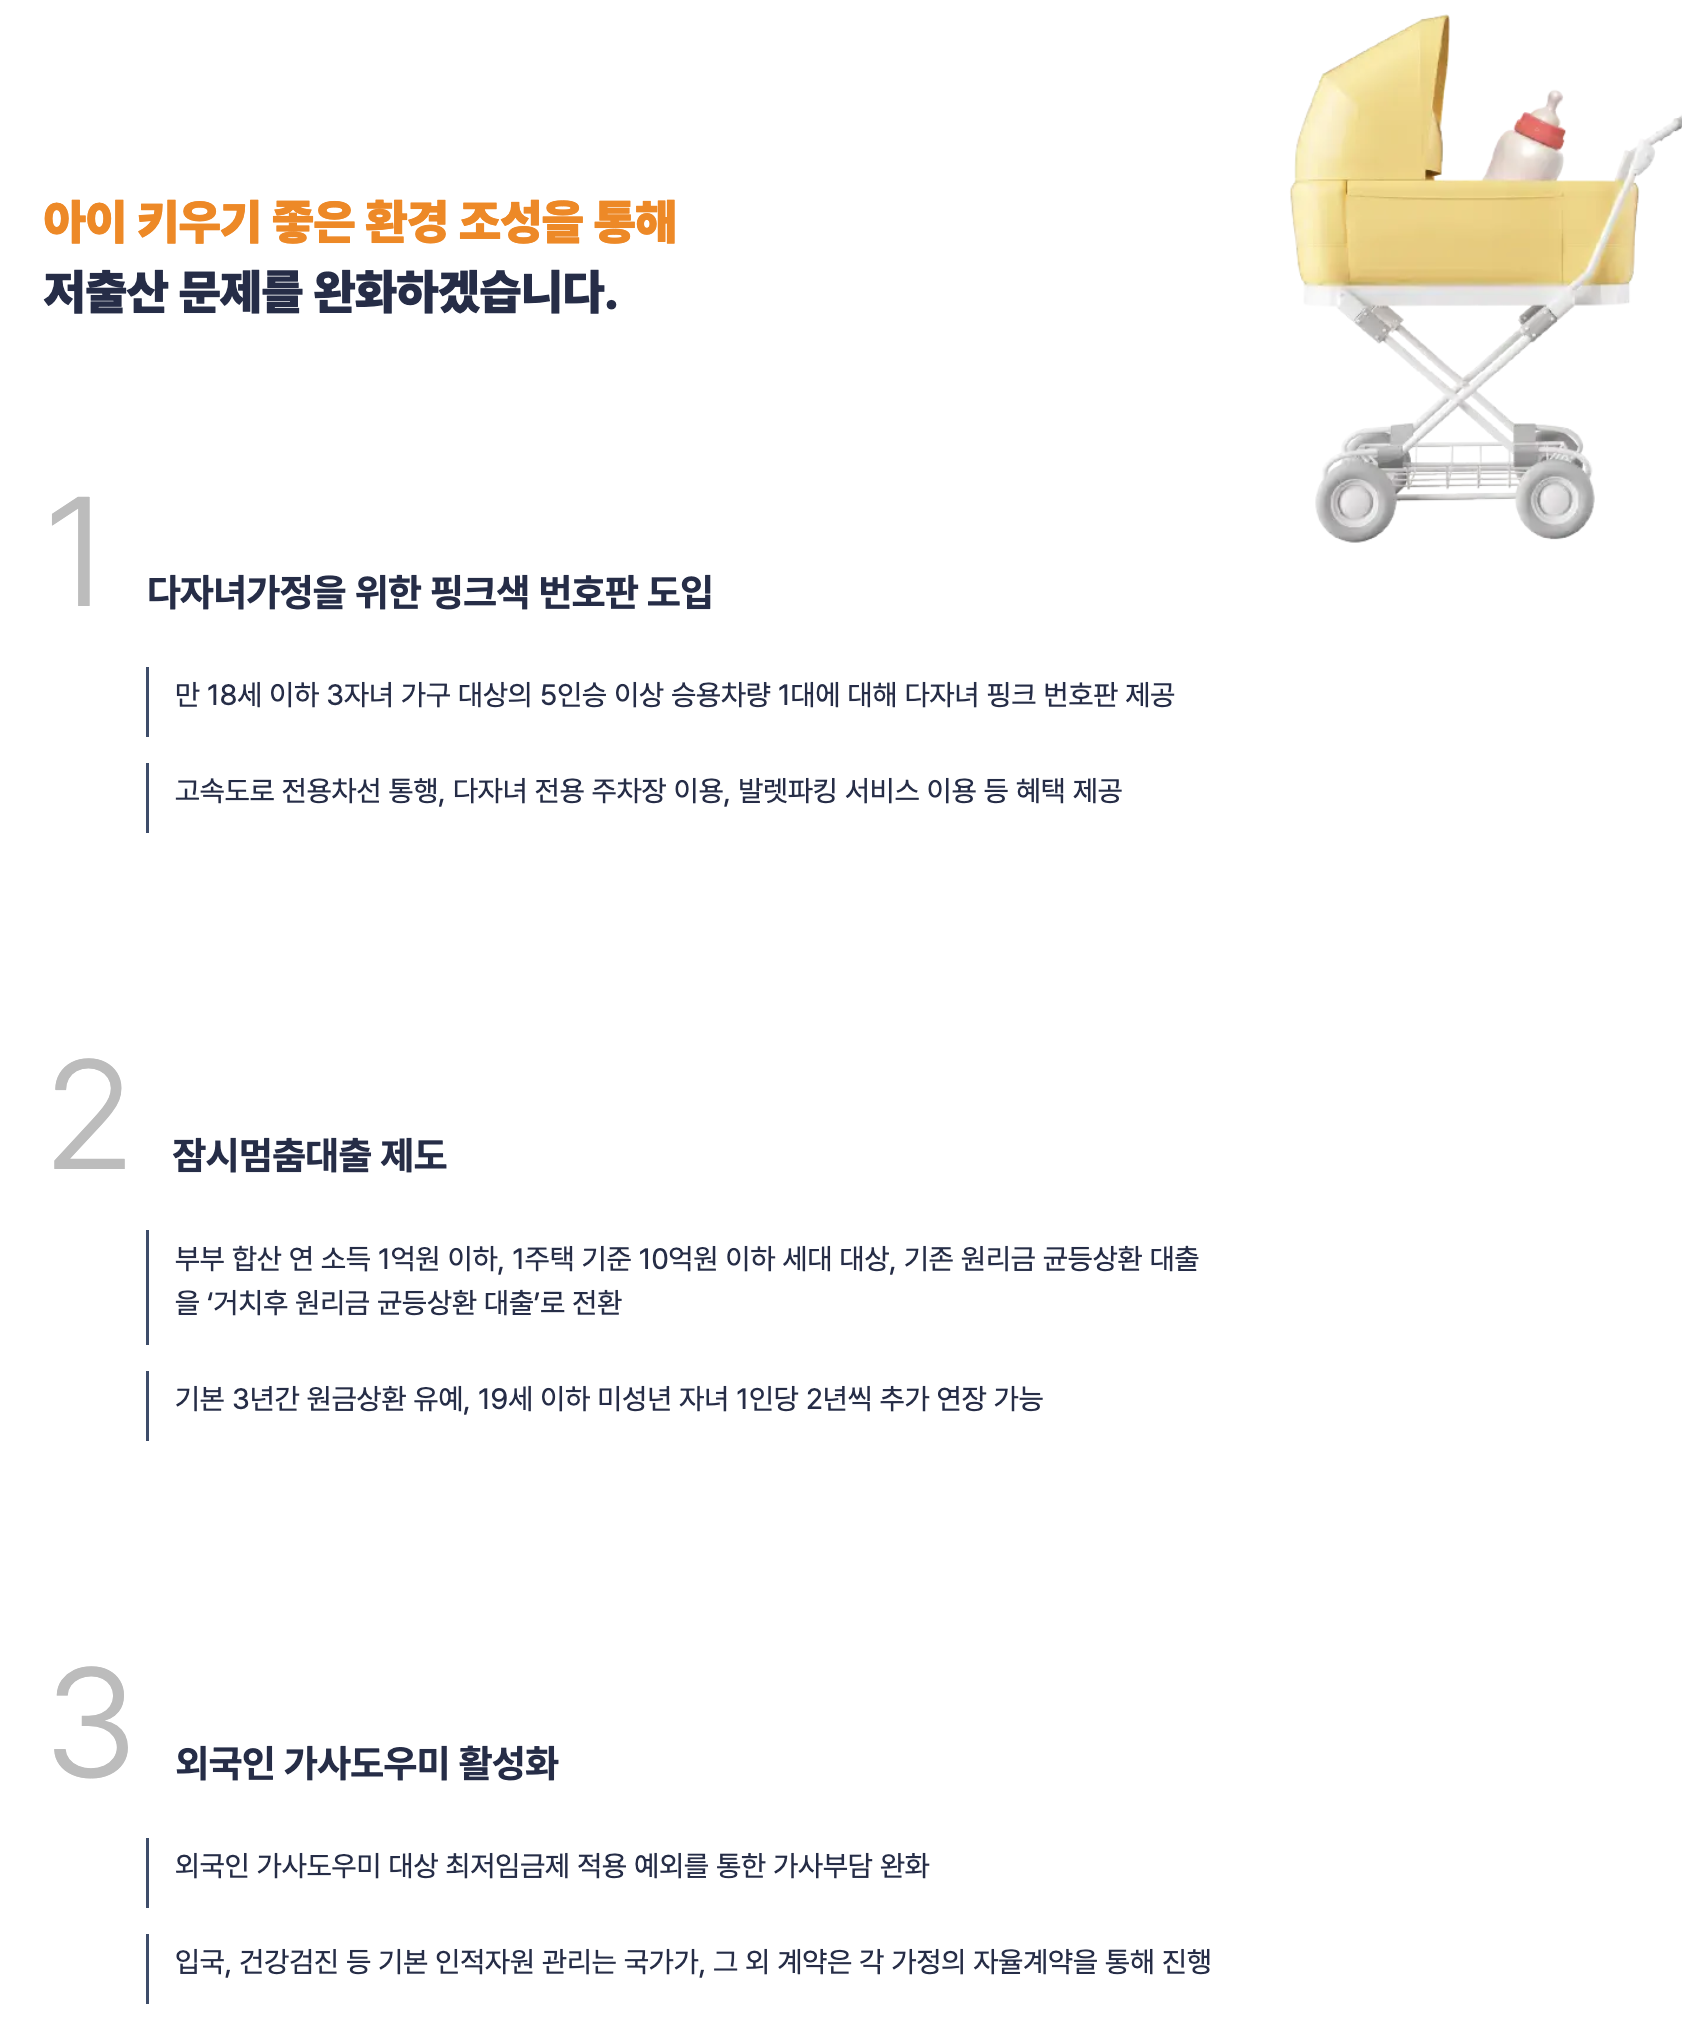 아이 키우기 좋은 환경 조성을 통해
저출산 문제를 완화하겠습니다.
1
다자녀가정을 위한 핑크색 번호판 도입
만 18세 이하 3자녀 가구 대상의 5인승 이상 승용차량 1대에 대해 다자녀 핑크 번호판 제공
고속도로 전용차선 통행, 다자녀 전용 주차장 이용, 발렛파킹 서비스 이용 등 혜택 제공
2
잠시멈춤대출 제도
부부 합산 연 소득 1억원 이하, 1주택 기준 10억원 이하 세대 대상, 기존 원리금 균등상환 대출
을 ‘거치후 원리금 균등상환 대출’로 전환
기본 3년간 원금상환 유예, 19세 이하 미성년 자녀 1인당 2년씩 추가 연장 가능
3
외국인 가사도우미 활성화
외국인 가사도우미 대상 최저임금제 적용 예외를 통한 가사부담 완화
입국, 건강검진 등 기본 인적자원 관리는 국가가, 그 외 계약은 각 가정의 자율계약을 통해 진행